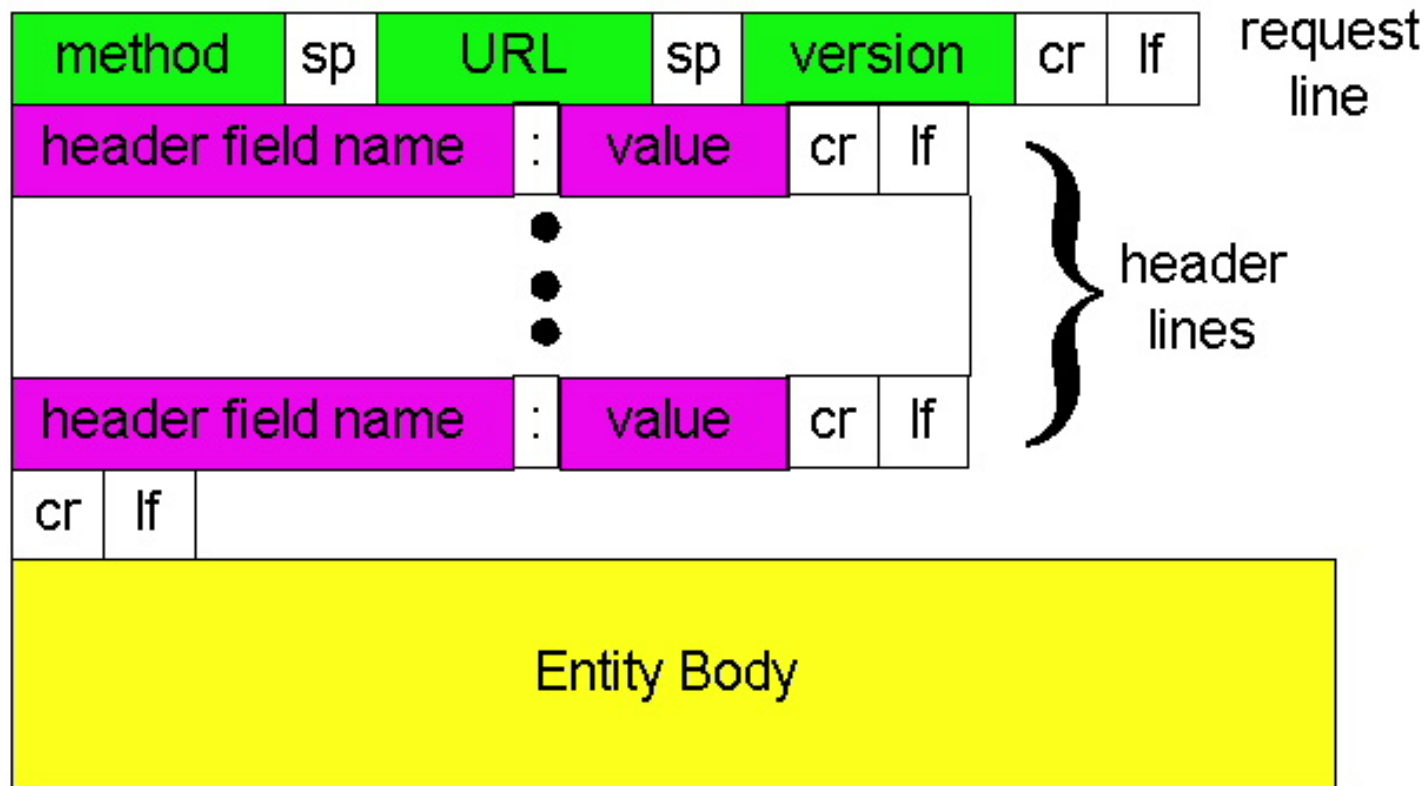 method sp URL sp version cr lf request line
header field name : value cr lf
header lines
header field name : value cr lf
cr lf
Entity Body